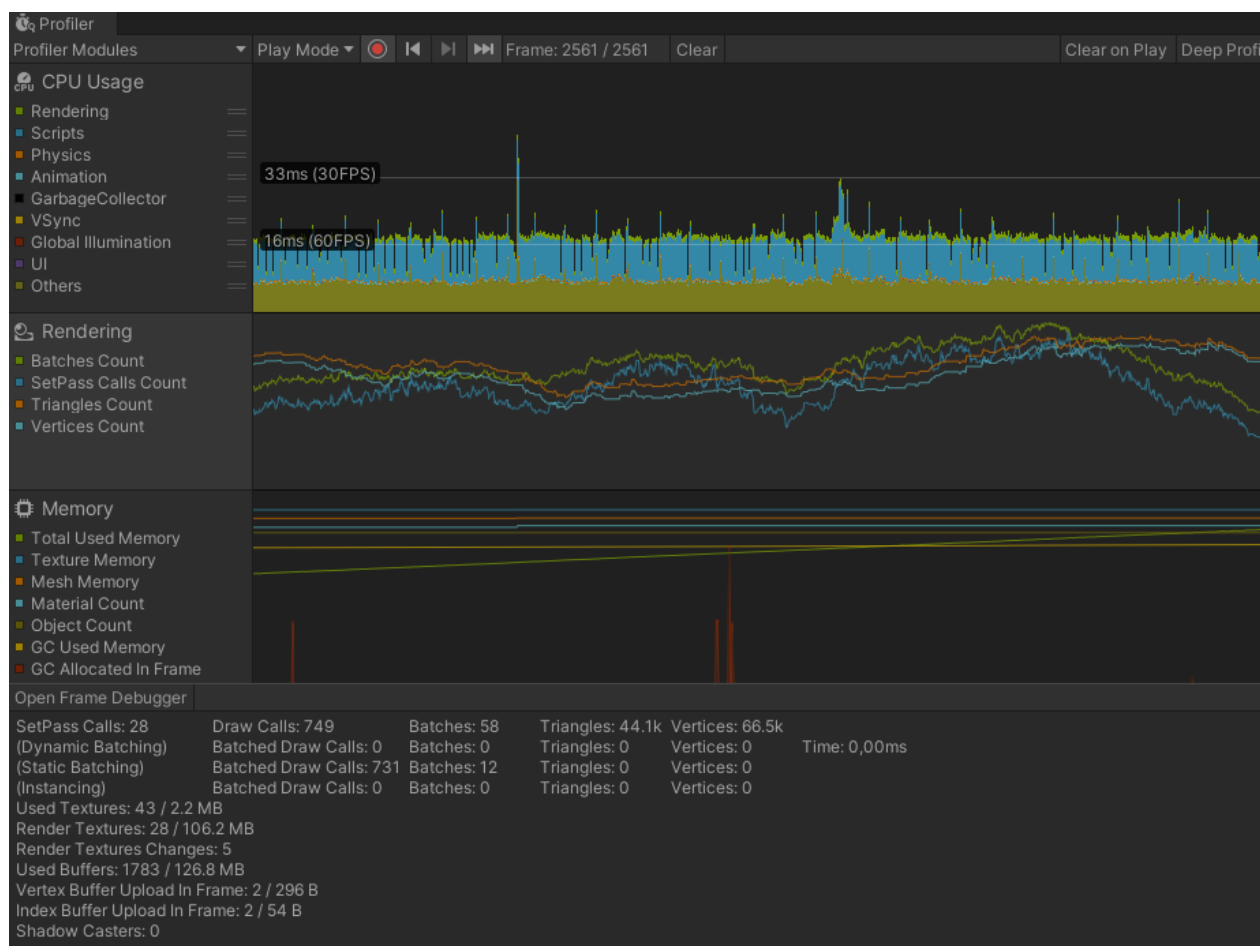 Profiler
Profiler Modules Play Mode Frame: 2561 / 2561 Clear Clear on Play Deep Profi
CPU Usage
Rendering
Scripts
Physics
Animation
GarbageCollector
VSync
Global Illumination
UI
Others
33ms (30FPS)
16ms (60FPS)
Rendering
Batches Count
SetPass Calls Count
Triangles Count
Vertices Count
Memory
Total Used Memory
Texture Memory
Mesh Memory
Material Count
Object Count
GC Used Memory
GC Allocated In Frame
Open Frame Debugger
SetPass Calls: 28 Draw Calls: 749 Batches: 58 Triangles: 44.1k Vertices: 66.5k
(Dynamic Batching) Batched Draw Calls: 0 Batches: 0 Triangles: 0 Vertices: 0 Time: 0,00ms
(Static Batching) Batched Draw Calls: 731 Batches: 12 Triangles: 0 Vertices: 0
(Instancing) Batched Draw Calls: 0 Batches: 0 Triangles: 0 Vertices: 0
Used Textures: 43 / 2.2 MB
Render Textures: 28 / 106.2 MB
Render Textures Changes: 5
Used Buffers: 1783 / 126.8 MB
Vertex Buffer Upload In Frame: 2 / 296 B
Index Buffer Upload In Frame: 2 / 54 B
Shadow Casters: 0